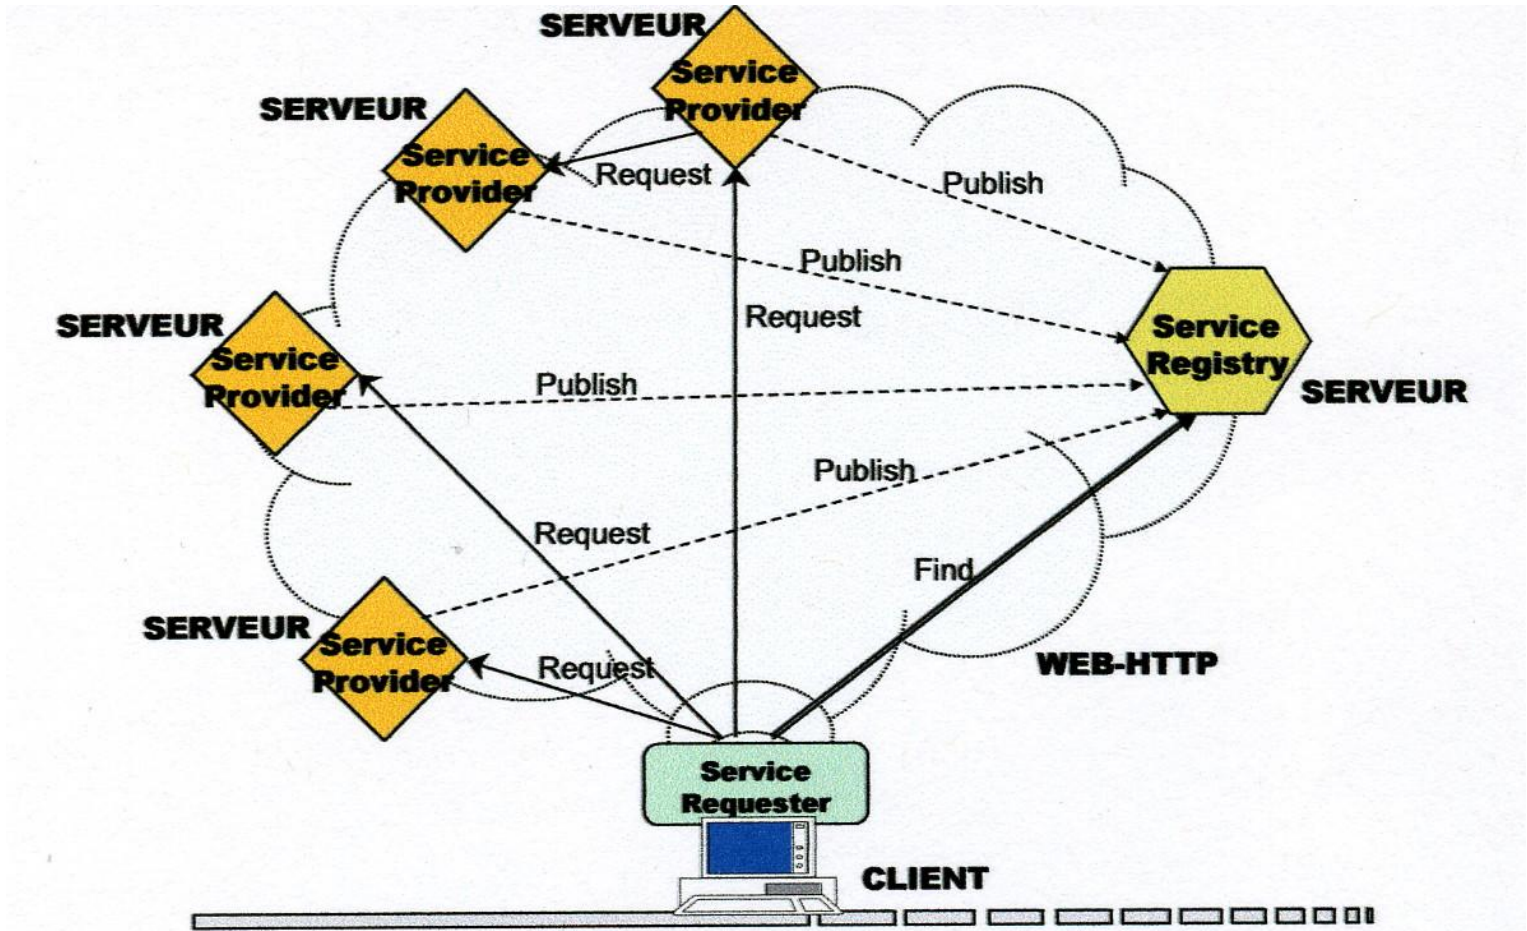 SERVEUR
Service
Provider
SERVEUR
Service
Provider
Request
Publish
Publish
Request
SERVEUR
Service
Provider
Publish
Service
Registry
SERVEUR
Publish
Request
Find
SERVEUR
Service
Provider
Request
WEB-HTTP
Service
Requester
CLIENT